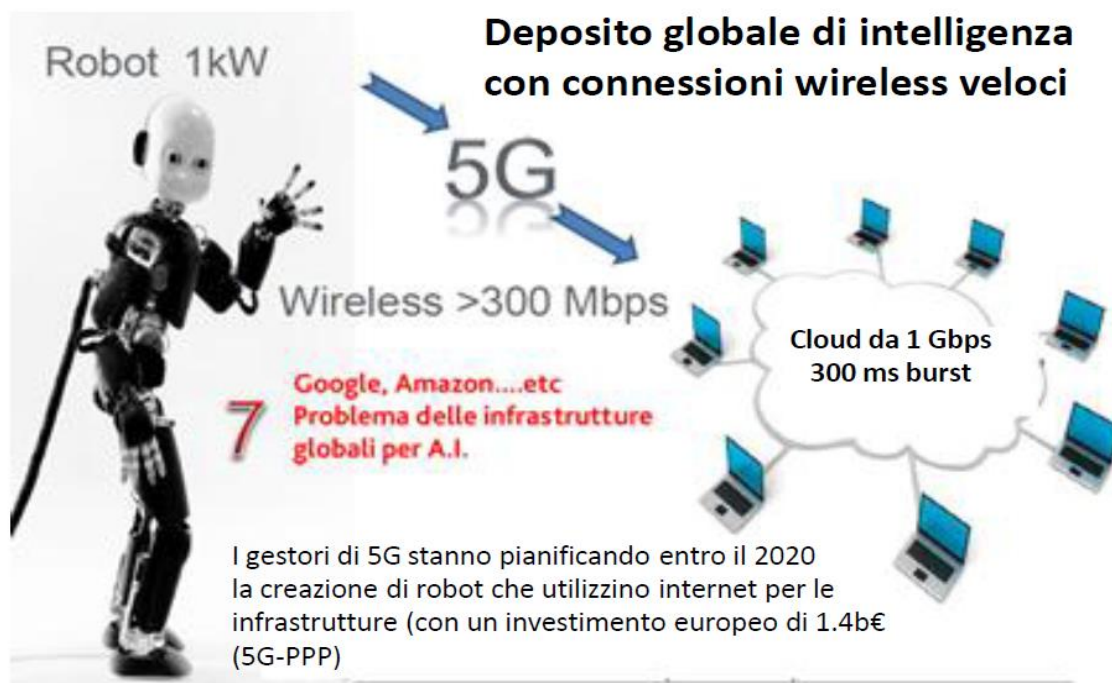 Deposito globale di intelligenza
con connessioni wireless veloci
Robot 1kW
5G
Wireless >300 Mbps
Cloud da 1 Gbps
300 ms burst
7
Google, Amazon....etc
Problema delle infrastrutture
globali per A.I.
I gestori di 5G stanno pianificando entro il 2020
la creazione di robot che utilizzino internet per le
infrastrutture (con un investimento europeo di 1.4b€
(5G-PPP)